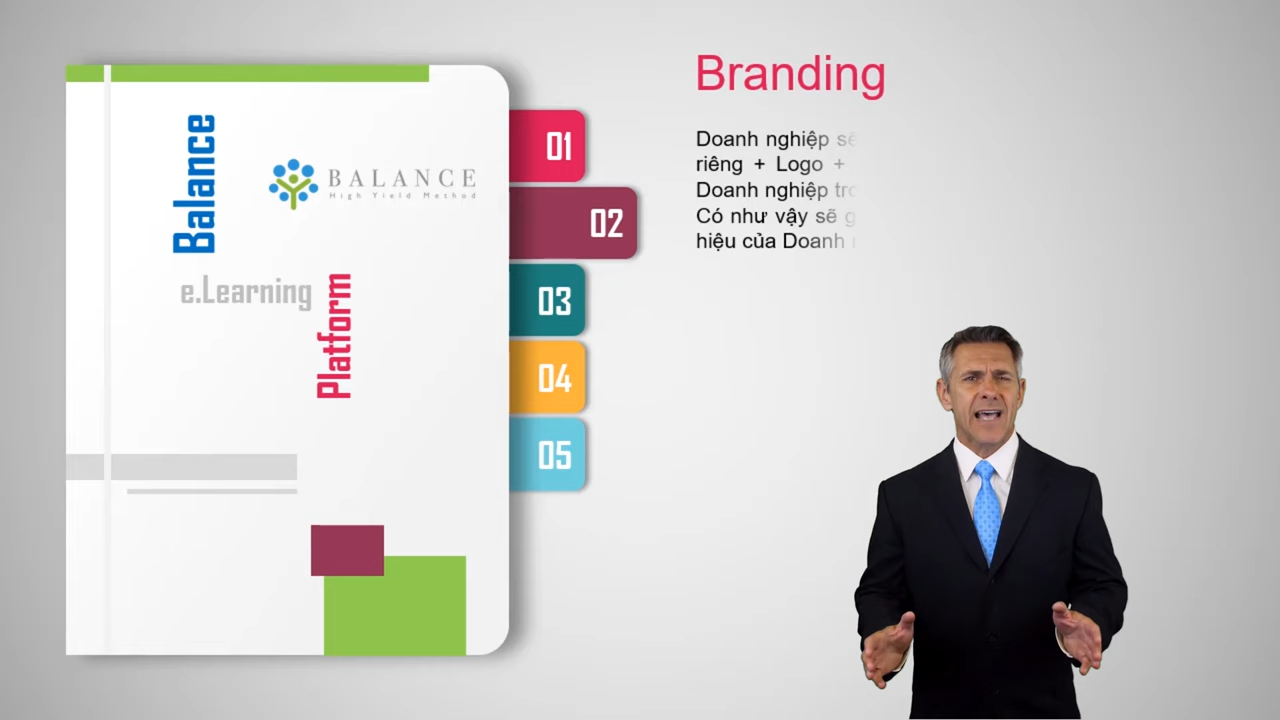 Balance
BALANCE
High Yield Method
e.Learning
Platform
01
02
03
04
05
Branding
Doanh nghiệp
riêng + Logo +
Doanh nghiệp
Có như vậy sẽ
hiệu của Doanh